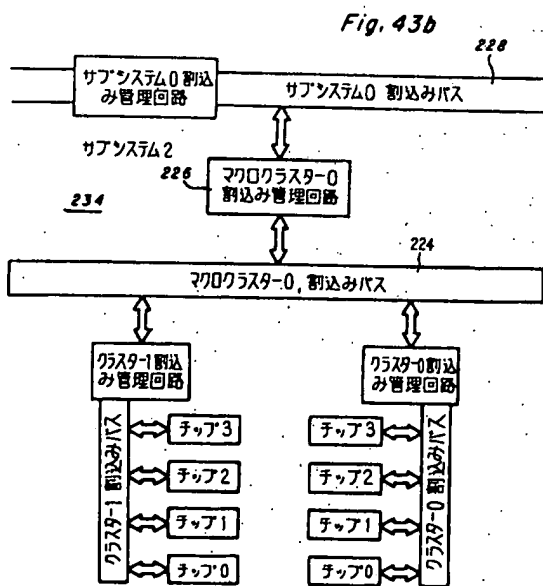 Fig. 43b
228
サブシステム0 割込
み管理回路
サブシステム0 割込みバス
サブシステム2
226
マクロクラスター0
割込み管理回路
234
224
マクロクラスター0, 割込みバス
クラスター1 割込
み管理回路
クラスター0 割込
み管理回路
クラスター1 割込みバス
チップ3
チップ2
チップ1
チップ0
チップ3
チップ2
チップ1
チップ0
クラスター0 割込みバス